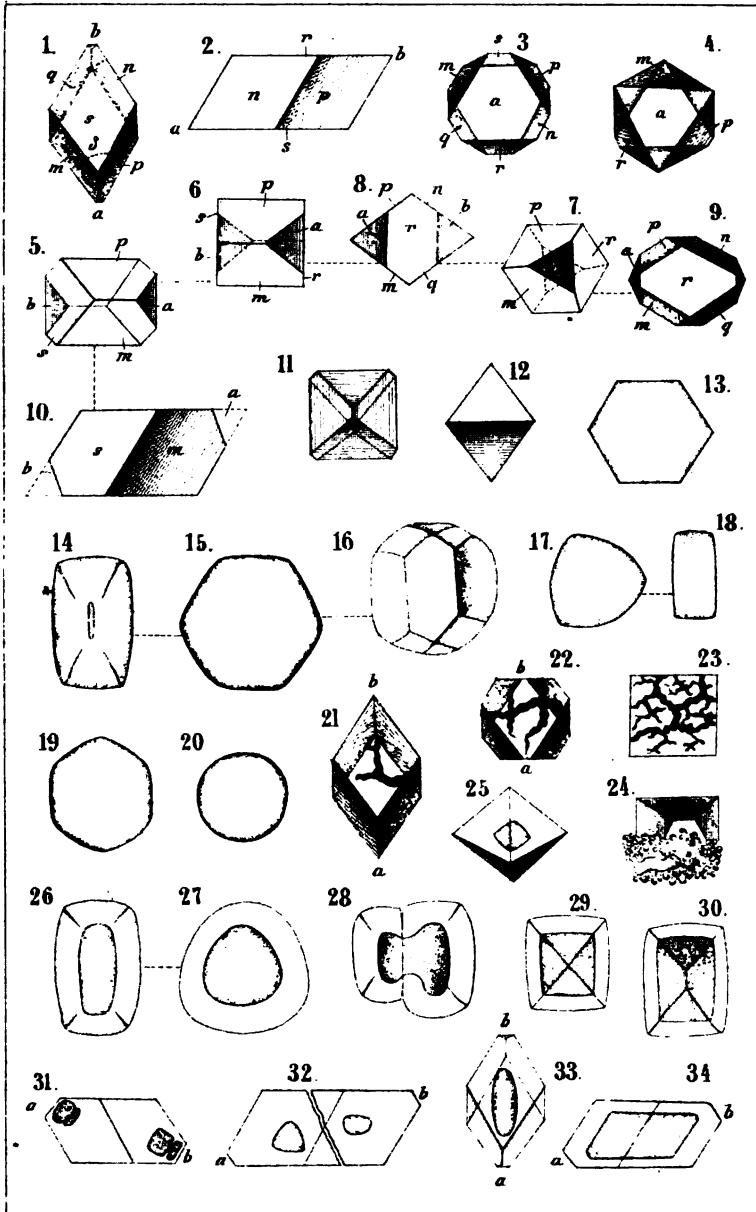 1. b 2. r b s 3 4.
q n m p m
s n p a a
δ q n p
m p a s r r
a
6 p 8. p n b 7. p 9.
s a a r r p n
5. p b r m a r
b a m m q m q
s m
10. a 11 12 13.
s m
b
14 15. 16 17. 18.
b 22. 23.
b
21 a
25 24.
19 20
a
26 27 28 29. 30.
b
31. 32. 33. 34
a b b
b a a a